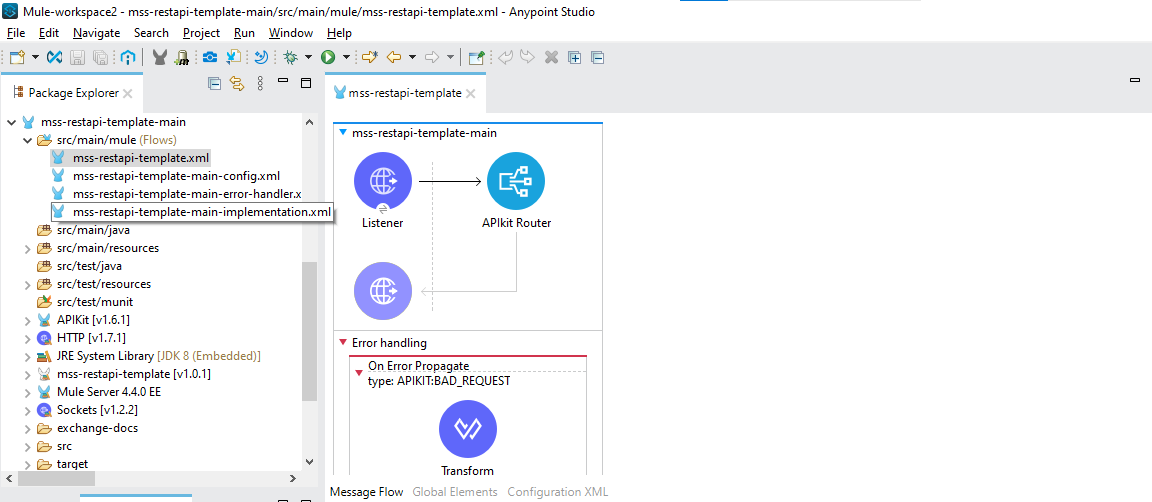 Mule-workspace2 - mss-restapi-template-main/src/main/mule/mss-restapi-template.xml - Anypoint Studio
File Edit Navigate Search Project Run Window Help
Package Explorer
mss-restapi-template-main
src/main/mule (Flows)
mss-restapi-template.xml
mss-restapi-template-main-config.xml
mss-restapi-template-main-error-handler.x
mss-restapi-template-main-implementation.xml
src/main/java
src/main/resources
src/test/java
src/test/resources
src/test/munit
APIKit [v1.6.1]
HTTP [v1.7.1]
JRE System Library [JDK 8 (Embedded)]
mss-restapi-template [v1.0.1]
Mule Server 4.4.0 EE
Sockets [v1.2.2]
exchange-docs
src
target
mss-restapi-template
mss-restapi-template-main
Listener
APIkit Router
Error handling
On Error Propagate
type: APIKIT:BAD_REQUEST
Transform
Message Flow Global Elements Configuration XML